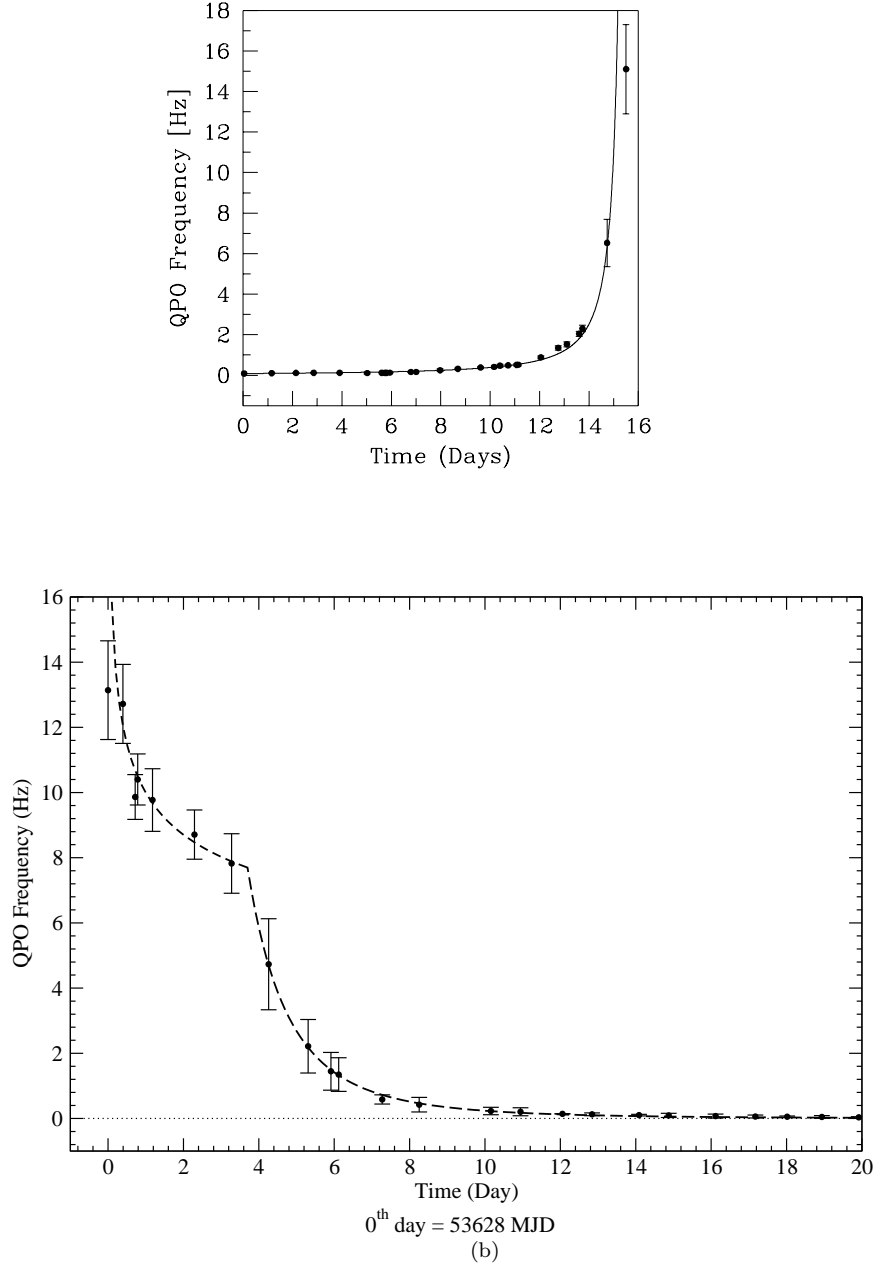 18
16
14
12
10
8
6
4
2
0
QPO Frequency [Hz]
0 2 4 6 8 10 12 14 16
Time (Days)
16
14
12
10
8
6
4
2
0
QPO Frequency (Hz)
0 2 4 6 8 10 12 14 16 18 20
Time (Day)
0th day = 53628 MJD
(b)